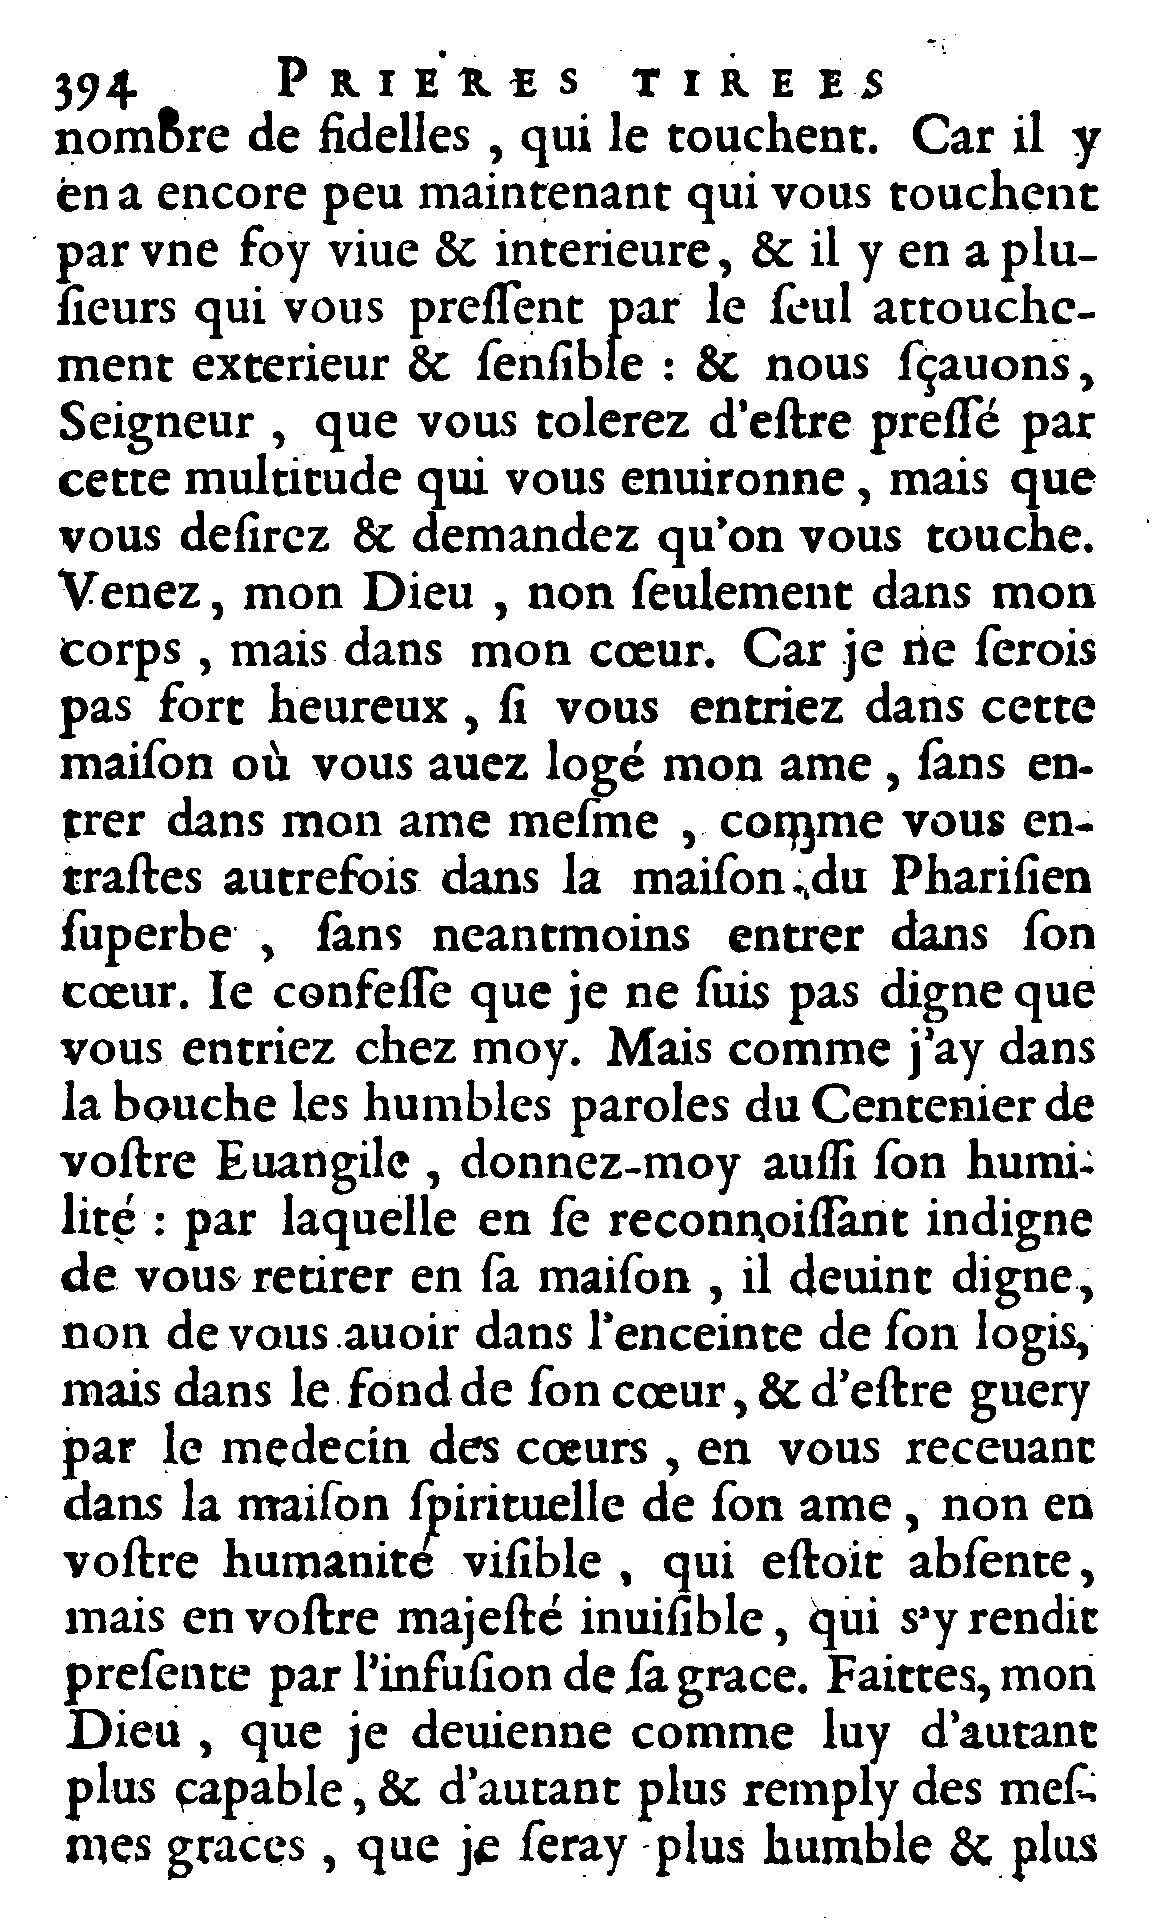 394 PRIERES TIREES
nombre de fidelles , qui le touchent. Car il y
en a encore peu maintenant qui vous touchent
par vne foy viue & interieure, & il y en a plu-
ſieurs qui vous preſſent par le ſeul attouche-
ment exterieur & ſenſible : & nous ſçauons,
Seigneur , que vous tolerez d'eſtre preſſé par
cette multitude qui vous enuironne , mais que
vous deſirez & demandez qu'on vous touche.
Venez, mon Dieu , non ſeulement dans mon
corps , mais dans mon cœur. Car je ne ſerois
pas fort heureux , ſi vous entriez dans cette
maiſon où vous auez logé mon ame , ſans en-
trer dans mon ame meſme , comme vous en-
traſtes autrefois dans la maiſon du Phariſien
ſuperbe , ſans neantmoins entrer dans ſon
cœur. Ie confeſſe que je ne ſuis pas digne que
vous entriez chez moy. Mais comme j'ay dans
la bouche les humbles paroles du Centenier de
voſtre Euangile , donnez-moy auſſi ſon humi-
lité : par laquelle en ſe reconnoiſſant indigne
de vous retirer en ſa maiſon , il deuint digne,
non de vous auoir dans l'enceinte de ſon logis,
mais dans le fond de ſon cœur, & d'eſtre guery
par le medecin des cœurs , en vous receuant
dans la maiſon ſpirituelle de ſon ame , non en
voſtre humanité viſible , qui eſtoit abſente,
mais en voſtre majeſté inuiſible, qui s'y rendit
preſente par l'infuſion de ſa grace. Faittes, mon
Dieu , que je deuienne comme luy d'autant
plus capable, & d'autant plus remply des meſ-
mes graces , que je ſeray plus humble & plus